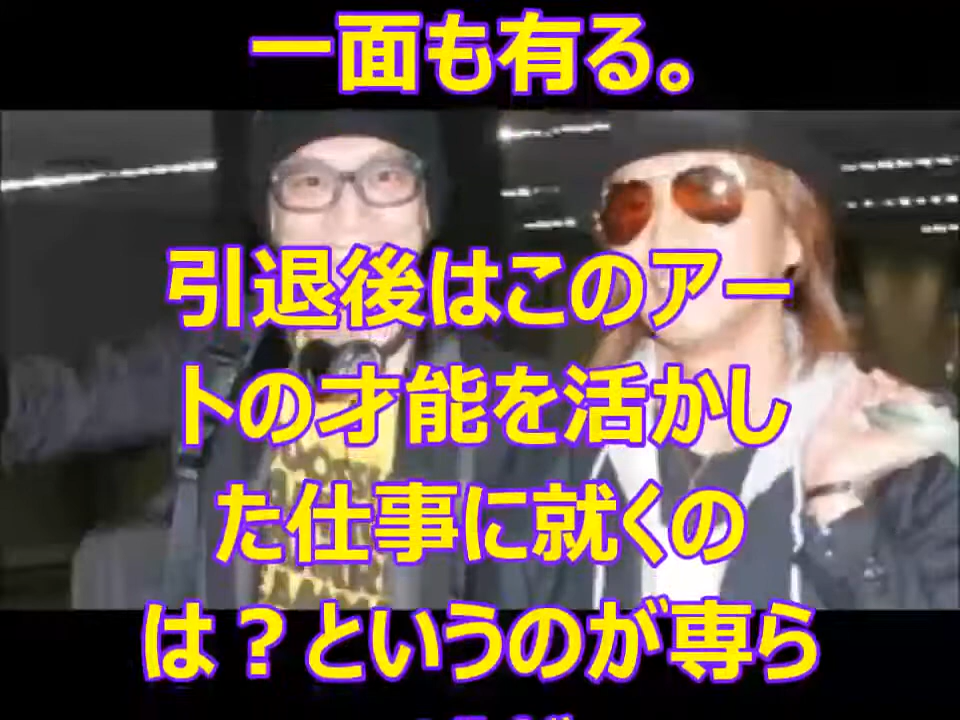 一面も有る。
引退後はこのアー
トの才能を活かし
た仕事に就くの
は？というのが専ら